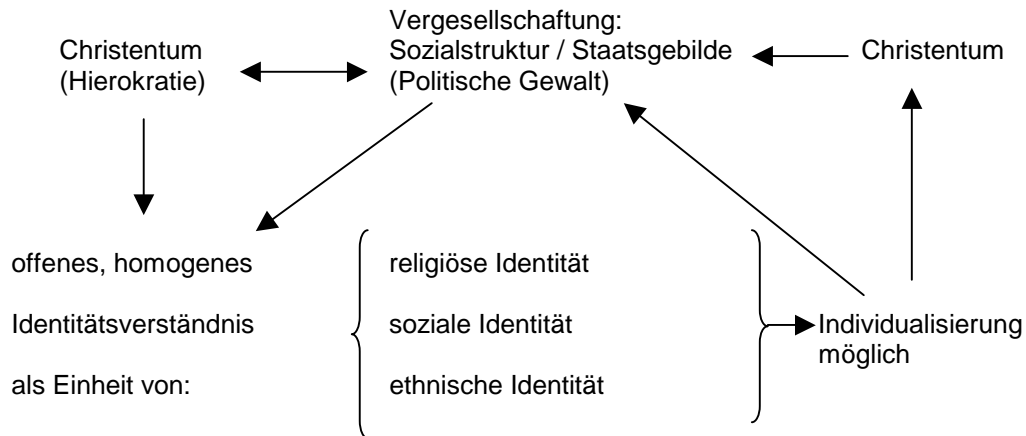 Christentum
(Hierokratie)
Vergesellschaftung:
Sozialstruktur / Staatsgebilde
(Politische Gewalt)
Christentum
offenes, homogenes
Identitätsverständnis
als Einheit von:
religiöse Identität
soziale Identität
ethnische Identität
Individualisierung
möglich